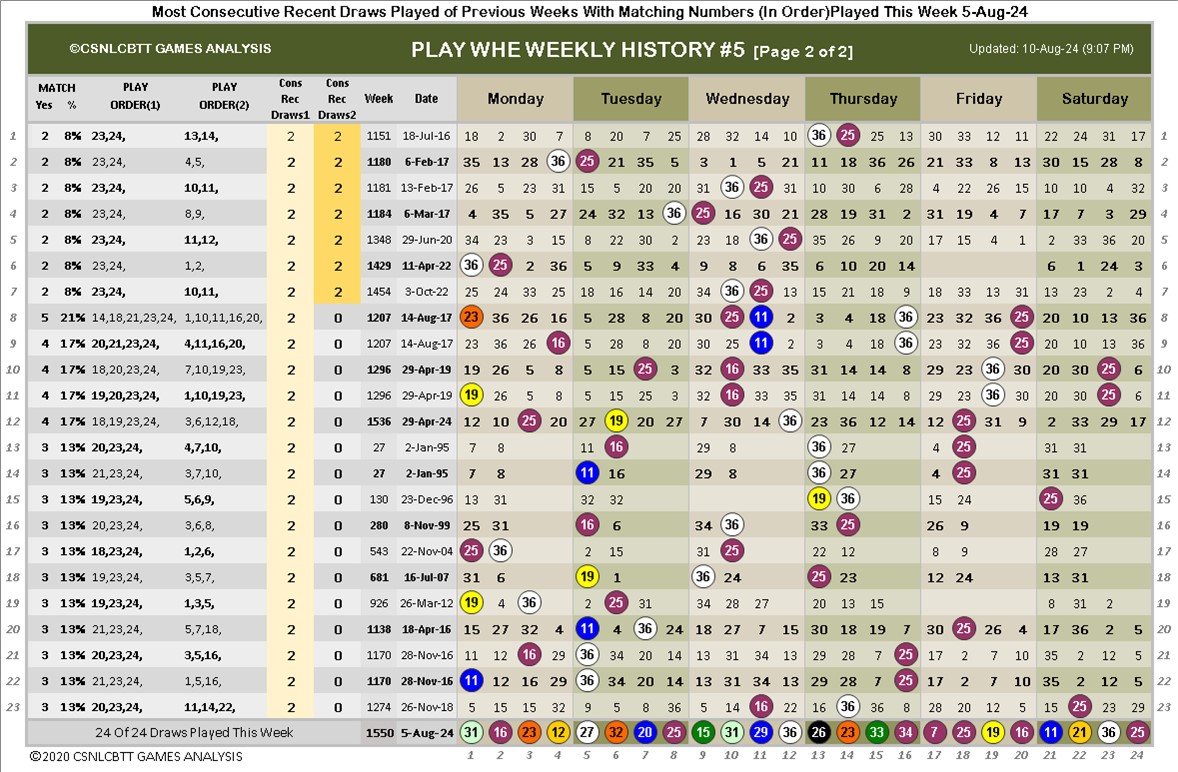 Most Consecutive Recent Draws Played of Previous Weeks With Matching Numbers (In Order)Played This Week 5-Aug-24
©CSNLCBTT GAMES ANALYSIS PLAY WHE WEEKLY HISTORY #5 [Page 2 of 2] Updated: 10-Aug-24 (9:07 PM)
MATCH Yes % PLAY ORDER(1) PLAY ORDER(2) Cons Rec Draws1 Cons Rec Draws2 Week Date Monday Tuesday Wednesday Thursday Friday Saturday
1 2 8% 23,24, 13,14, 2 2 1151 18-Jul-16 18 2 30 7 8 20 7 25 28 32 14 10 36 25 25 13 30 33 12 11 22 24 31 17 1
2 2 8% 23,24, 4,5, 2 2 1180 6-Feb-17 35 13 28 36 25 21 35 5 3 1 5 21 11 18 36 26 21 33 8 13 30 15 28 8 2
3 2 8% 23,24, 10,11, 2 2 1181 13-Feb-17 26 5 23 31 15 5 20 20 31 36 25 31 10 30 6 28 4 22 26 15 10 10 4 32 3
4 2 8% 23,24, 8,9, 2 2 1184 6-Mar-17 4 35 5 27 24 32 13 36 25 16 30 21 28 19 31 2 31 19 4 7 17 7 3 29 4
5 2 8% 23,24, 11,12, 2 2 1348 29-Jun-20 34 23 3 15 8 22 30 2 23 18 36 25 35 26 9 20 17 15 4 1 2 33 36 20 5
6 2 8% 23,24, 1,2, 2 2 1429 11-Apr-22 36 25 2 36 5 9 33 4 9 8 6 35 6 10 20 14 6 1 24 3 6
7 2 8% 23,24, 10,11, 2 2 1454 3-Oct-22 25 24 33 25 18 16 14 20 34 36 25 13 15 21 18 9 18 33 13 31 13 23 2 4 7
8 5 21% 14,18,21,23,24, 1,10,11,16,20, 2 0 1207 14-Aug-17 23 36 26 16 5 28 8 20 30 25 11 2 3 4 18 36 23 32 36 25 20 10 13 36 8
9 4 17% 20,21,23,24, 4,11,16,20, 2 0 1207 14-Aug-17 23 36 26 16 5 28 8 20 30 25 11 2 3 4 18 36 23 32 36 25 20 10 13 36 9
10 4 17% 18,20,23,24, 7,10,19,23, 2 0 1296 29-Apr-19 19 26 5 8 5 15 25 3 32 16 33 35 31 14 14 8 29 23 36 30 20 30 25 6 10
11 4 17% 19,20,23,24, 1,10,19,23, 2 0 1296 29-Apr-19 19 26 5 8 5 15 25 3 32 16 33 35 31 14 14 8 29 23 36 30 20 30 25 6 11
12 4 17% 18,19,23,24, 3,6,12,18, 2 0 1536 29-Apr-24 12 10 25 20 27 19 20 27 7 30 14 36 23 36 12 14 12 25 31 9 2 33 29 17 12
13 3 13% 20,23,24, 4,7,10, 2 0 27 2-Jan-95 7 8 11 16 29 8 36 27 4 25 31 31 13
14 3 13% 21,23,24, 3,7,10, 2 0 27 2-Jan-95 7 8 11 16 29 8 36 27 4 25 31 31 14
15 3 13% 19,23,24, 5,6,9, 2 0 130 23-Dec-96 13 31 32 32 19 36 15 24 25 36 15
16 3 13% 20,23,24, 3,6,8, 2 0 280 8-Nov-99 25 31 16 6 34 36 33 25 26 9 19 19 16
17 3 13% 18,23,24, 1,2,6, 2 0 543 22-Nov-04 25 36 2 15 31 25 22 12 8 9 28 27 17
18 3 13% 19,23,24, 3,5,7, 2 0 681 16-Jul-07 31 6 19 1 36 24 25 23 12 24 13 31 18
19 3 13% 19,23,24, 1,3,5, 2 0 926 26-Mar-12 19 4 36 2 25 31 34 28 27 20 13 15 8 31 2 19
20 3 13% 21,23,24, 5,7,18, 2 0 1138 18-Apr-16 15 27 32 4 11 4 36 24 18 27 7 15 30 18 19 7 30 25 26 4 17 36 2 5 20
21 3 13% 20,23,24, 3,5,16, 2 0 1170 28-Nov-16 11 12 16 29 36 34 20 14 13 31 34 13 29 28 7 25 17 2 7 10 35 2 12 5 21
22 3 13% 21,23,24, 1,5,16, 2 0 1170 28-Nov-16 11 12 16 29 36 34 20 14 13 31 34 13 29 28 7 25 17 2 7 10 35 2 12 5 22
23 3 13% 20,23,24, 11,14,22, 2 0 1274 26-Nov-18 5 15 15 32 9 5 8 36 5 14 16 22 16 36 36 8 28 20 12 5 15 25 23 29 23
24 Of 24 Draws Played This Week 1550 5-Aug-24 31 16 23 12 27 32 20 25 15 31 29 36 26 23 33 34 7 25 19 16 11 21 36 25
©2020 CSNLCBTT GAMES ANALYSIS 1 2 3 4 5 6 7 8 9 10 11 12 13 14 15 16 17 18 19 20 21 22 23 24